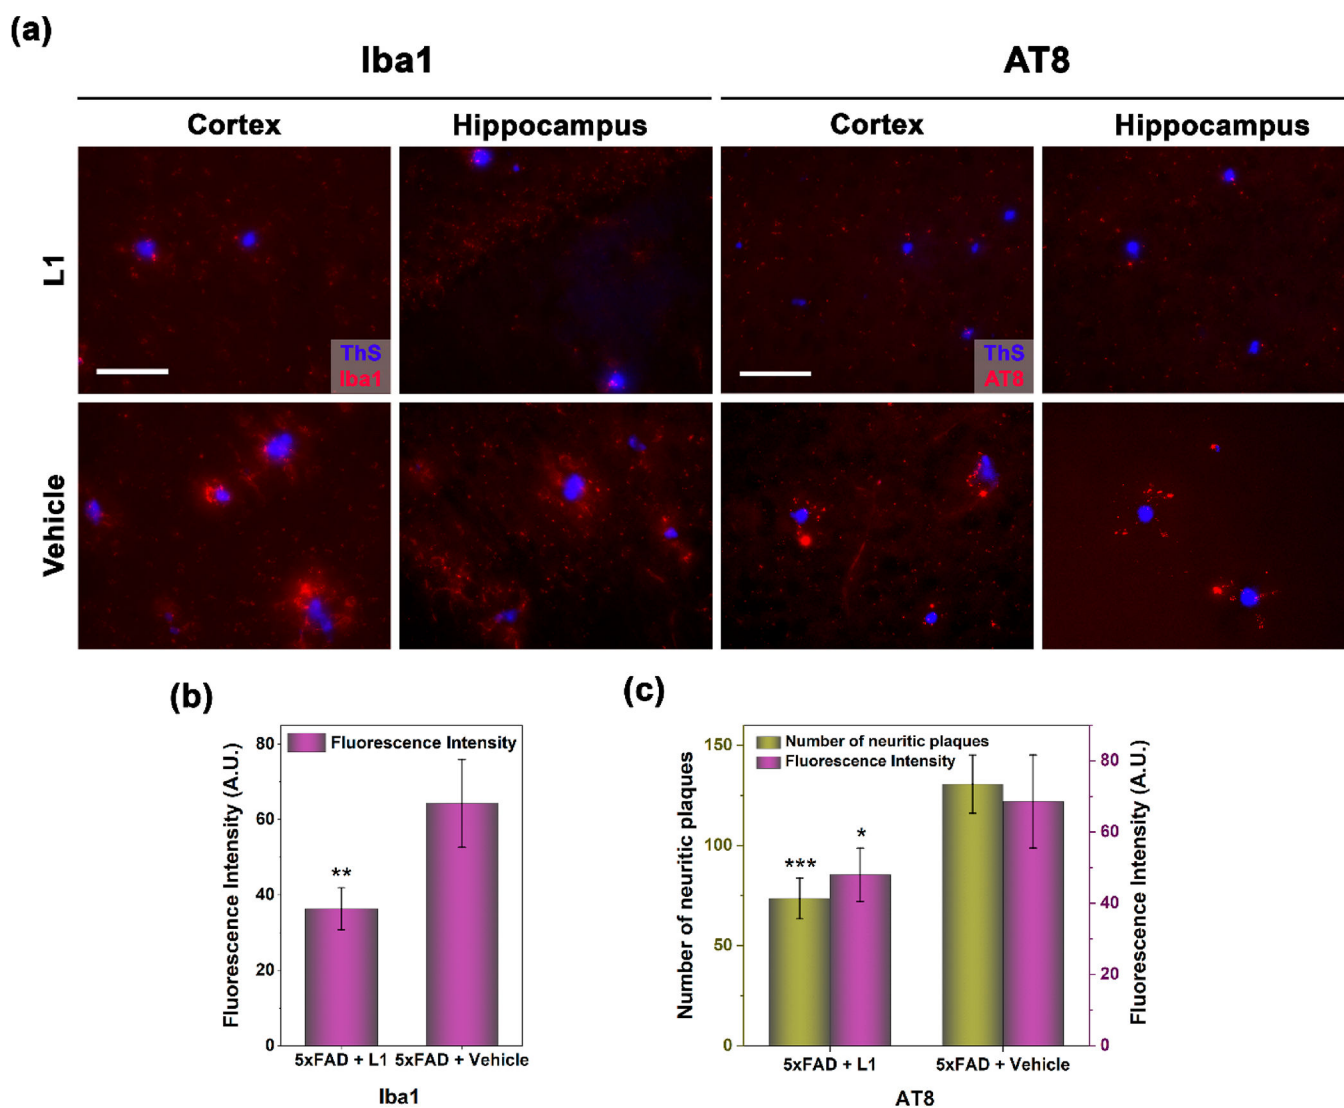 (a)
Iba1 AT8
Cortex Hippocampus Cortex Hippocampus
L1
ThS
Iba1
ThS
AT8
Vehicle
(b)
Fluorescence Intensity (A.U.)
80
60
40
20
0
Fluorescence Intensity
**
5xFAD + L1 5xFAD + Vehicle
Iba1
(c)
Number of neuritic plaques
150
100
50
0
Number of neuritic plaques
Fluorescence Intensity
***
*
80
60
40
20
0
Fluorescence Intensity (A.U.)
5xFAD + L1 5xFAD + Vehicle
AT8